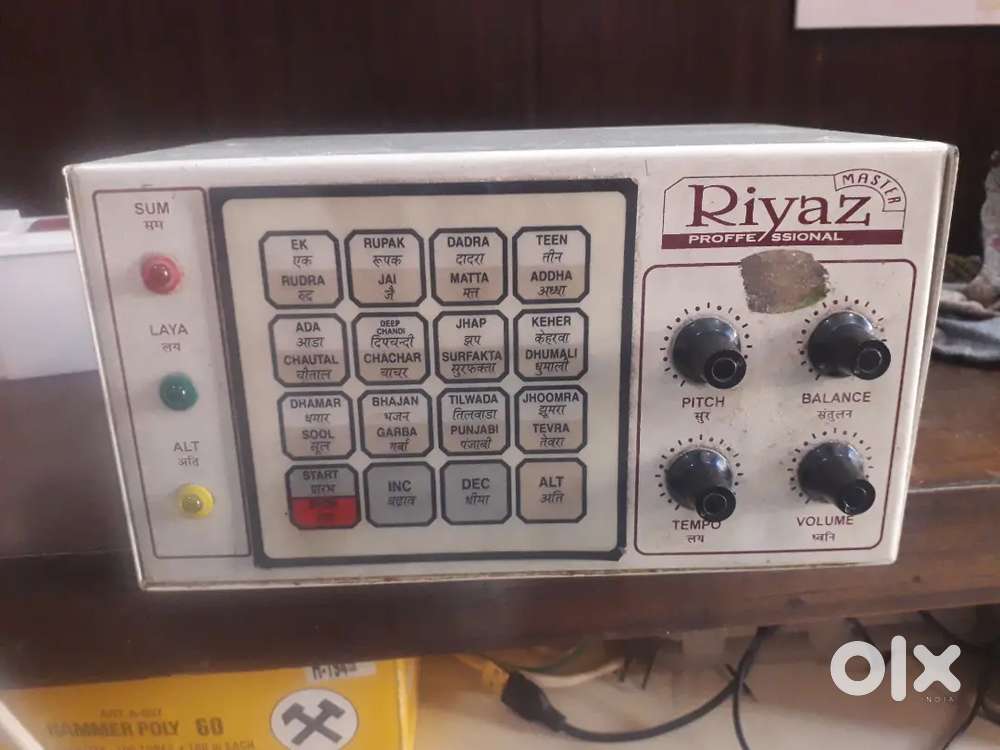 SUM
सम
LAYA
लय
ALT
अति
EK
एक
RUDRA
रुद्र
RUPAK
रूपक
JAI
जै
DADRA
दादरा
MATTA
मत्त
TEEN
तीन
ADDHA
अध्धा
ADA
आडा
CHAUTAL
चौताल
DEEP
CHANDI
दिपचन्दी
CHACHAR
चाचर
JHAP
झप
SURFAKTA
सुरफक्ता
KEHER
केहरवा
DHUMALI
धुमाली
DHAMAR
धमार
SOOL
सूल
BHAJAN
भजन
GARBA
गर्बा
TILWADA
तिलवाडा
PUNJABI
पंजाबी
JHOOMRA
झूमरा
TEVRA
तेवरा
START
प्रारंभ
INC
बढ़ाव
DEC
धीमा
ALT
अति
Riyaz
MASTER
PROFFESSIONAL
PITCH
सुर
BALANCE
संतुलन
TEMPO
लय
VOLUME
ध्वनि
HAMMER POLY 60
olx
INDIA